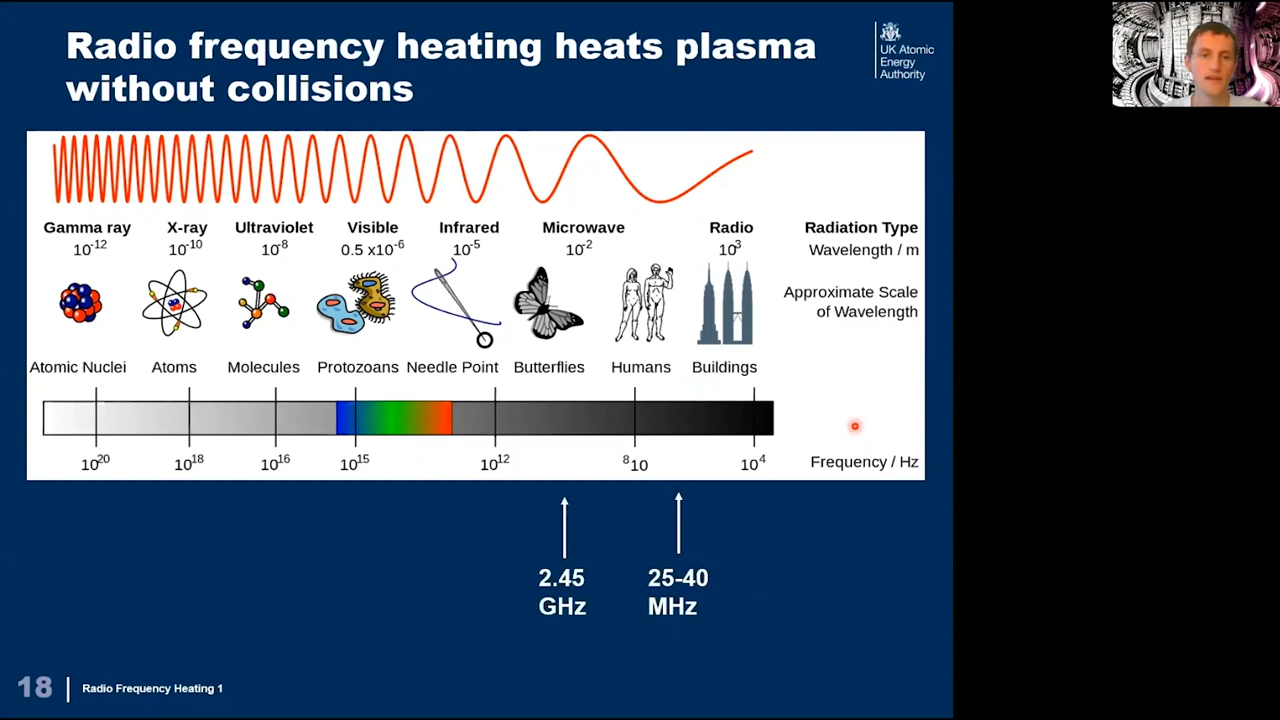 Radio frequency heating heats plasma
without collisions
UK Atomic
Energy
Authority
Gamma ray X-ray Ultraviolet Visible Infrared Microwave Radio Radiation Type
10-12 10-10 10-8 0.5 x10-6 10-5 10-2 103 Wavelength / m
Approximate Scale
of Wavelength
Atomic Nuclei Atoms Molecules Protozoans Needle Point Butterflies Humans Buildings
1020 1018 1016 1015 1012 810 104 Frequency / Hz
2.45
GHz
25-40
MHz
18 Radio Frequency Heating 1